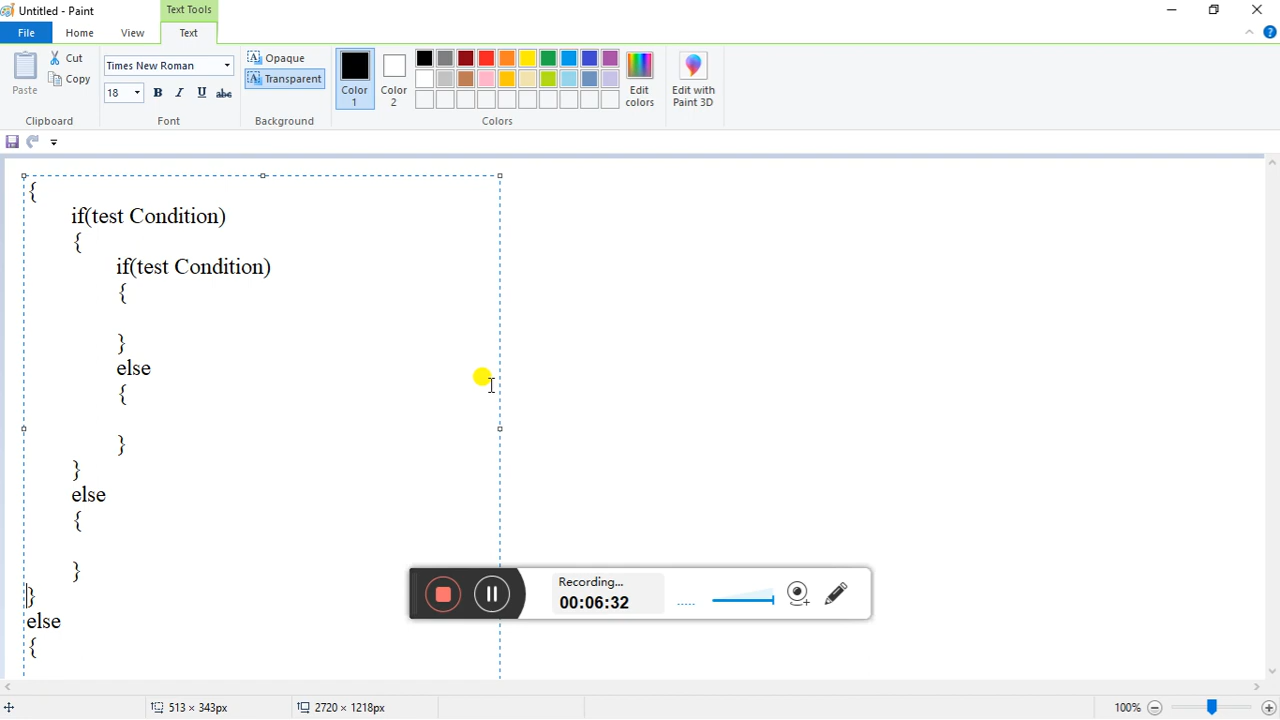 Untitled - Paint
Text Tools
File
Home
View
Text
Paste
Cut
Copy
Clipboard
Times New Roman
18
B
I
U
abc
Font
A Opaque
A Transparent
Background
Color
1
Color
2
Edit
colors
Colors
Edit with
Paint 3D
{
if(test Condition)
{
if(test Condition)
{
}
else
{
}
}
else
{
}
}
else
{
Recording...
00:06:32
513 × 343px
2720 × 1218px
100%